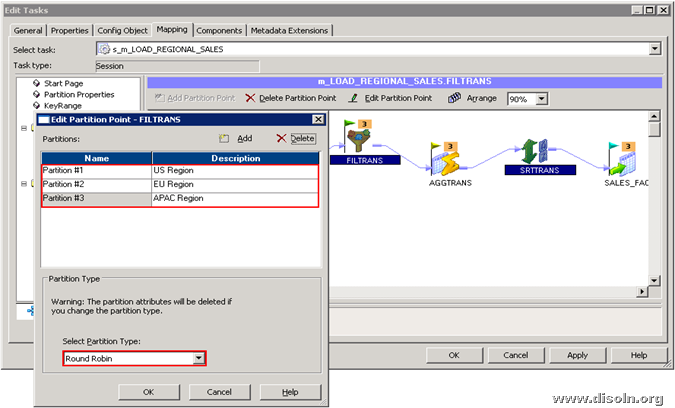 Edit Tasks
General
Properties
Config Object
Mapping
Components
Metadata Extensions
Select task:
s_m_LOAD_REGIONAL_SALES
Task type:
Session
Start Page
Partition Properties
KeyRange
m_LOAD_REGIONAL_SALES.FILTRANS
Add Partition Point
Delete Partition Point
Edit Partition Point
Arrange
90%
3
FILTRANS
3
AGGTRANS
3
SRTTRANS
3
SALES_FAC
Edit Partition Point - FILTRANS
Partitions:
Add
Delete
Name Description
Partition #1 US Region
Partition #2 EU Region
Partition #3 APAC Region
Partition Type
Warning: The partition attributes will be deleted if
you change the partition type.
Select Partition Type:
Round Robin
OK Cancel Help
OK Cancel Apply Help
www.disoln.org